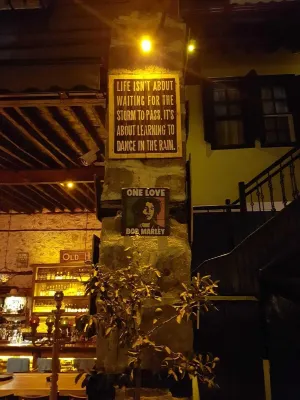 LIFE ISN'T ABOUT
WAITING FOR THE
STORM TO PASS, IT'S
ABOUT LEARNING TO
DANCE IN THE RAIN.
ONE LOVE
BOB MARLEY
OLD